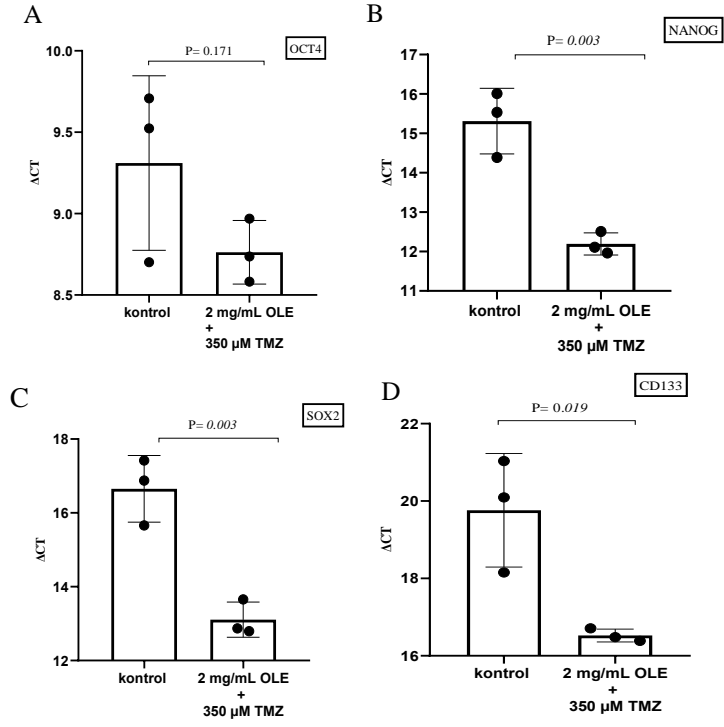 A
P= 0.171
OCT4
10.0
9.5
9.0
8.5
ΔCT
kontrol
2 mg/mL OLE
+
350 µM TMZ
B
P= 0.003
NANOG
17
16
15
14
13
12
11
ΔCT
kontrol
2 mg/mL OLE
+
350 µM TMZ
C
P= 0.003
SOX2
18
16
14
12
ΔCT
kontrol
2 mg/mL OLE
+
350 µM TMZ
D
P= 0.019
CD133
22
20
18
16
ΔCT
kontrol
2 mg/mL OLE
+
350 µM TMZ